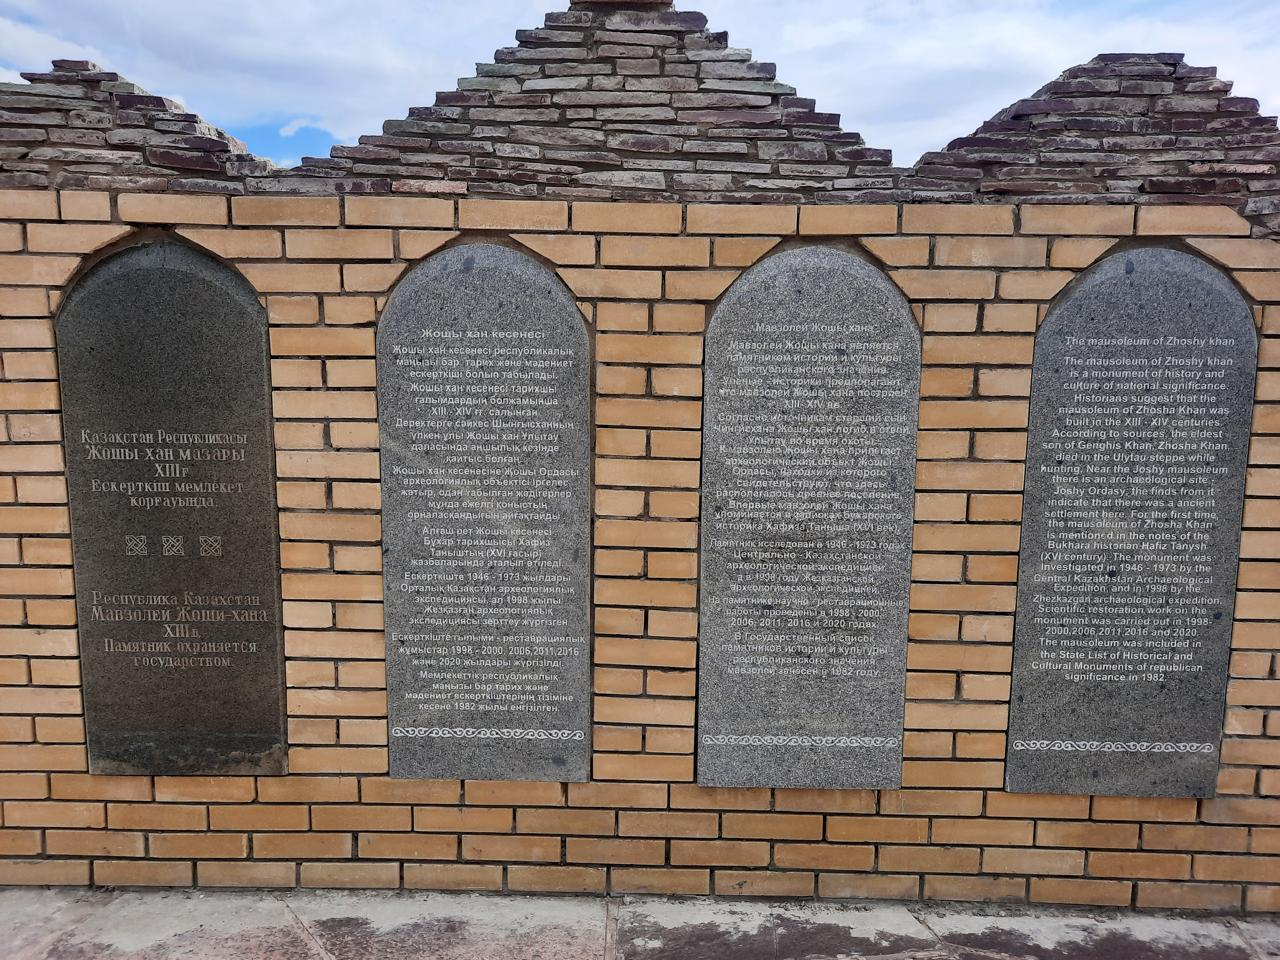 Қазақстан Республикасы
Жошы хан мазары
XIII ғ
Ескерткіш мемлекет
қорғауында.
Республика Казахстан
Мавзолей Жоши-хана
XIII в.
Памятник охраняется
государством.
Жошы хан кесенесі
Жошы хан кесенесі республикалық
маңызы бар тарих және мәдениет
ескерткіші болып табылады.
Жошы хан кесенесі тарихшы
ғалымдардың болжамынша
XIII- XIV ғғ. салынған.
Деректерге сәйкес Шыңғысханның
үлкен ұлы Жошы хан Ұлытау
даласында аңшылық кезінде
қайтыс болған.
Жошы хан кесенесіне Жошы Ордасы
археологиялық объектісі іргелес
жатыр, одан табылған жәдігерлер
мұнда ежелгі қоныстың
орналасқандығын айғақтайды.
Алғаш рет Жошы кесенесі
Бұхар тарихшысы Хафиз
Таныштың (XVI ғасыр)
жазбаларында аталып өтіледі.
Ескерткіште 1946 - 1973 жылдары
Орталық Қазақстан археологиялық
экспедициясы, ал 1998 жылы
Жезқазған археологиялық
экспедициясы зерттеу жүргізген
Ескерткіште ғылыми - реставрациялық
жұмыстар 1998 - 2000, 2006,2011,2016
және 2020 жылдары жүргізілді.
Мемлекеттік республикалық
маңызы бар тарих және
мәдениет ескерткіштерінің тізіміне
кесене 1982 жылы енгізілген.
Мавзолей Жошы хана
Мавзолей Жошы хана является
памятником истории и культуры
республиканского значения.
Ученые - историки предполагают,
что мавзолей Жошы хана построен
XIII- XIV вв.
Согласно источникам старший сын
Чингисхана Жошы хан погиб в степи
Улытау во время охоты.
К мавзолею Жошы хана прилегает
археологический объект Жошы
Ордасы, находки из которого
свидетельствуют, что здесь
располагалось древнее поселение.
Впервые мавзолей Жошы хана
упоминается в записках бухарского
историка Хафиза Таныша (XVI век).
Памятник исследован в 1946 -1973 годах
Центрально - Казахстанской
археологической экспедицией,
а в 1998 году Жезказганской
археологической экспедицией.
На памятнике научно - реставрационные
работы проведены в 1998 - 2000,
2006, 2011, 2016 и 2020 годах.
В Государственный список
памятников истории и культуры
республиканского значения
мавзолей занесен в 1982 году.
The mausoleum of Zhoshy khan
The mausoleum of Zhoshy khan
is a monument of history and
culture of national significance.
Historians suggest that the
mausoleum of Zhosha Khan was
built in the XIII - XIV centuries.
According to sources, the eldest
son of Genghis Khan, Zhosha Khan,
died in the Ulytau steppe while
hunting. Near the Joshy mausoleum
there is an archaeological site -
Joshy Ordasy, the finds from it
indicate that there was a ancient
settlement here. For the first time,
the mausoleum of Zhosha Khan
is mentioned in the notes of the
Bukhara historian Hafiz Tanysh
(XVI century). The monument was
Investigated in 1946 - 1973 by the
Central Kazakhstan Archaeological
Expedition, and in 1998 by the
Zhezkazgan archaeological expedition.
Scientific restoration work on the
monument was carried out in 1998-
2000,2006,2011,2016 and 2020.
The mausoleum was included in
the State List of Historical and
Cultural Monuments of republican
significance in 1982.